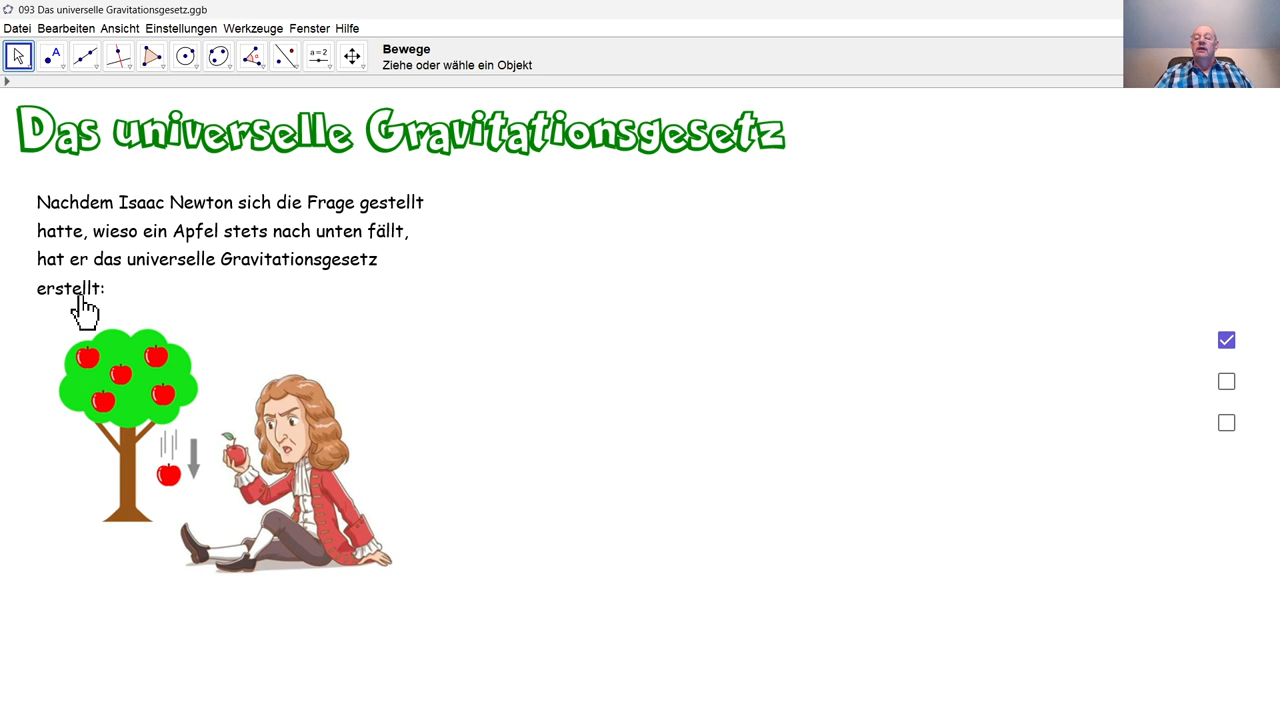 093 Das universelle Gravitationsgesetz.ggb
Datei Bearbeiten Ansicht Einstellungen Werkzeuge Fenster Hilfe
A
a=2
Bewege
Ziehe oder wähle ein Objekt
Das universelle Gravitationsgesetz
Nachdem Isaac Newton sich die Frage gestellt
hatte, wieso ein Apfel stets nach unten fällt,
hat er das universelle Gravitationsgesetz
erstellt: